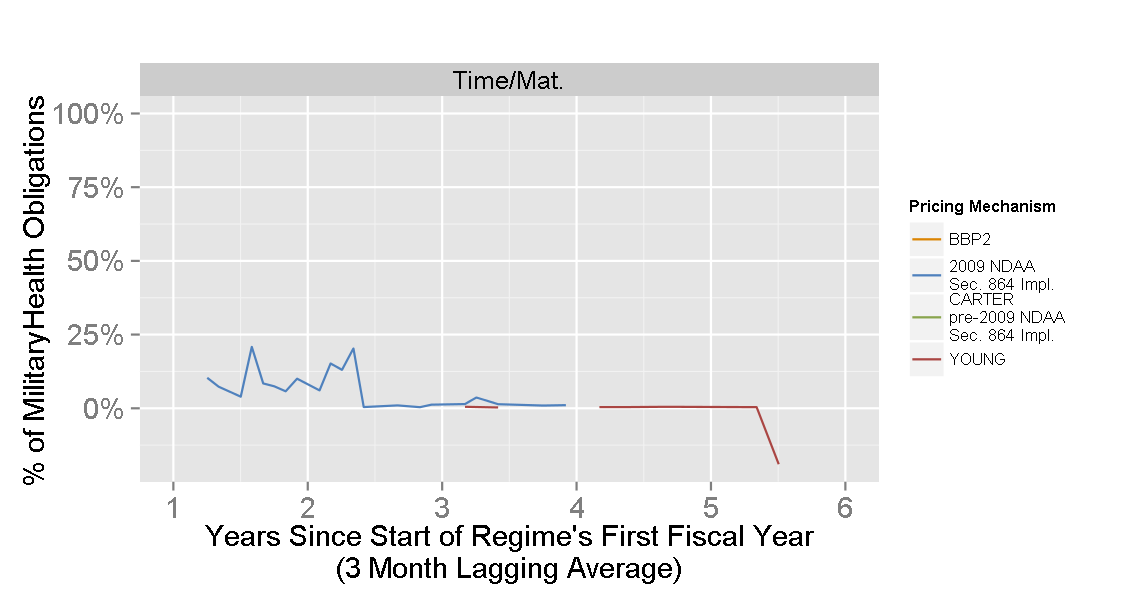 Time/Mat.
% of MilitaryHealth Obligations
100%
75%
50%
25%
0%
1 2 3 4 5 6
Years Since Start of Regime's First Fiscal Year
(3 Month Lagging Average)
Pricing Mechanism
BBP2
2009 NDAA
Sec. 864 Impl.
CARTER
pre-2009 NDAA
Sec. 864 Impl.
YOUNG